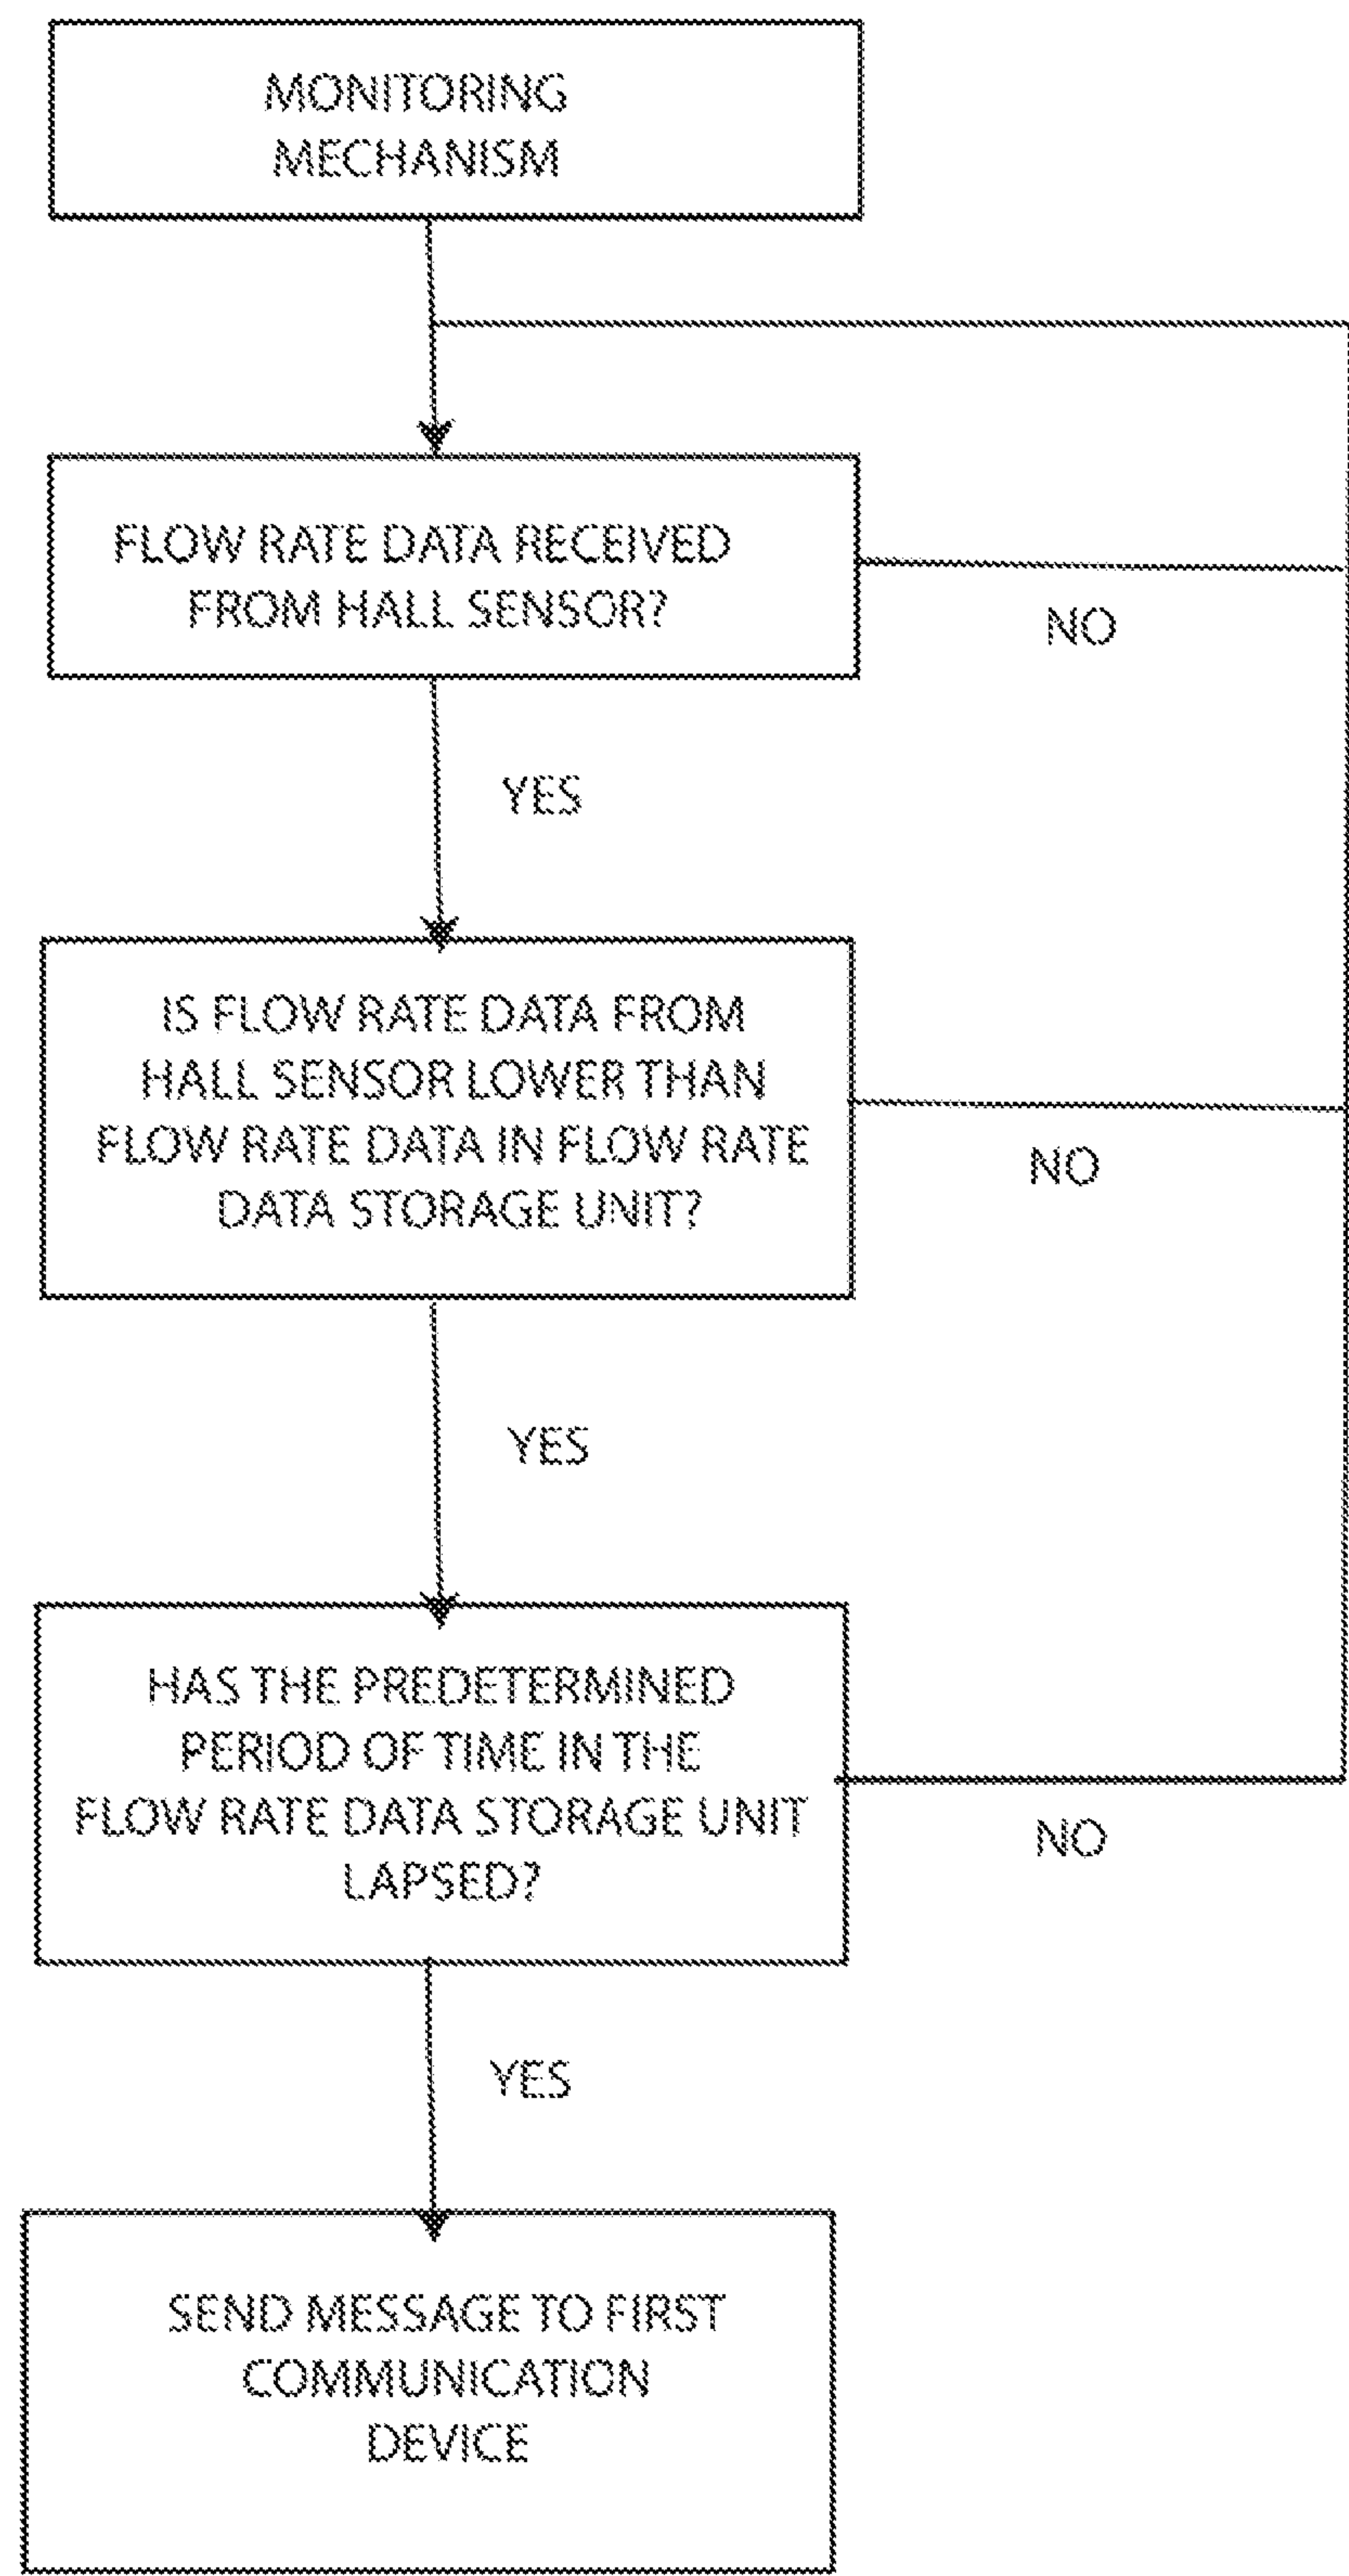 MONITORING
MECHANISM
FLOW RATE DATA RECEIVED
FROM HALL SENSOR?
NO
YES
IS FLOW RATE DATA FROM
HALL SENSOR LOWER THAN
FLOW RATE DATA IN FLOW RATE
DATA STORAGE UNIT?
NO
YES
HAS THE PREDETERMINED
PERIOD OF TIME IN THE
FLOW RATE DATA STORAGE UNIT
LAPSED?
NO
YES
SEND MESSAGE TO FIRST
COMMUNICATION
DEVICE